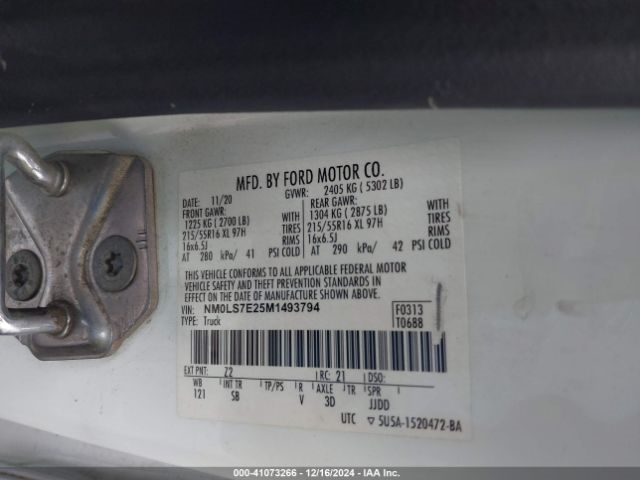 MFD. BY FORD MOTOR CO.
DATE: 11/20 GVWR: 2405 KG ( 5302 LB)
FRONT GAWR: REAR GAWR:
1225 KG ( 2700 LB) WITH 1304 KG ( 2875 LB) WITH
215/55R16 XL 97H TIRES 215/55R16 XL 97H TIRES
16x6.5J RIMS 16x6.5J RIMS
AT 280 kPa/ 41 PSI COLD AT 290 kPa/ 42 PSI COLD
THIS VEHICLE CONFORMS TO ALL APPLICABLE FEDERAL MOTOR
VEHICLE SAFETY AND THEFT PREVENTION STANDARDS IN
EFFECT ON THE DATE OF MANUFACTURE SHOWN ABOVE.
VIN: NM0LS7E25M1493794 F0313
TYPE: Truck T0688
EXT PNT: Z2 RC: 21 DSO:
WB INT TR TP/PS R AXLE TR SPR
121 SB V 3D JJDD
UTC 5U5A-1520472-BA
000-41073266 - 12/16/2024 - IAA Inc.